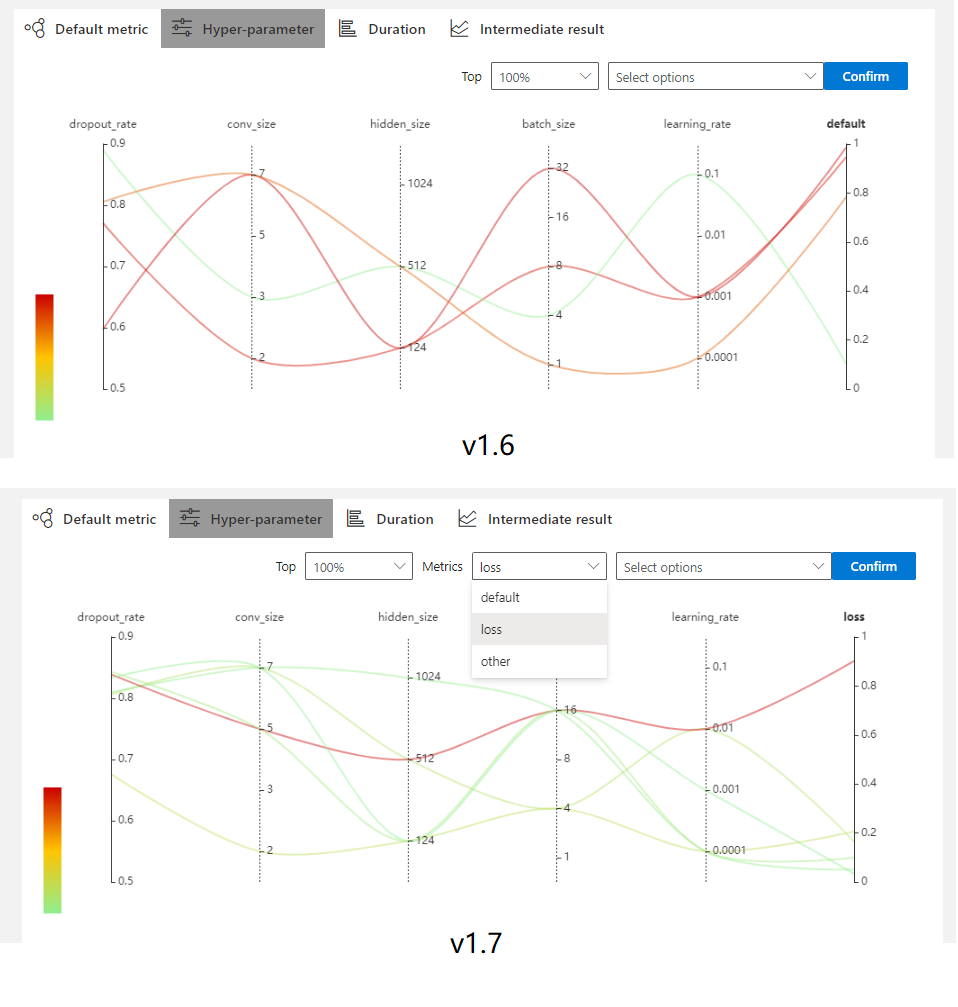 Default metric Hyper-parameter Duration Intermediate result
Top 100% Select options Confirm
dropout_rate conv_size hidden_size batch_size learning_rate default
0.9 7 1024 32 0.1 1
0.8 5 512 16 0.01 0.8
0.7 3 124 8 0.001 0.6
0.6 2 4 0.0001 0.4
0.5 1 0.2
0
v1.6
Default metric Hyper-parameter Duration Intermediate result
Top 100% Metrics loss Select options Confirm
default
loss
other
dropout_rate conv_size hidden_size learning_rate loss
0.9 7 1024 16 0.1 1
0.8 5 512 8 0.01 0.8
0.7 3 124 4 0.001 0.6
0.6 2 1 0.0001 0.4
0.5 0.2
0
v1.7